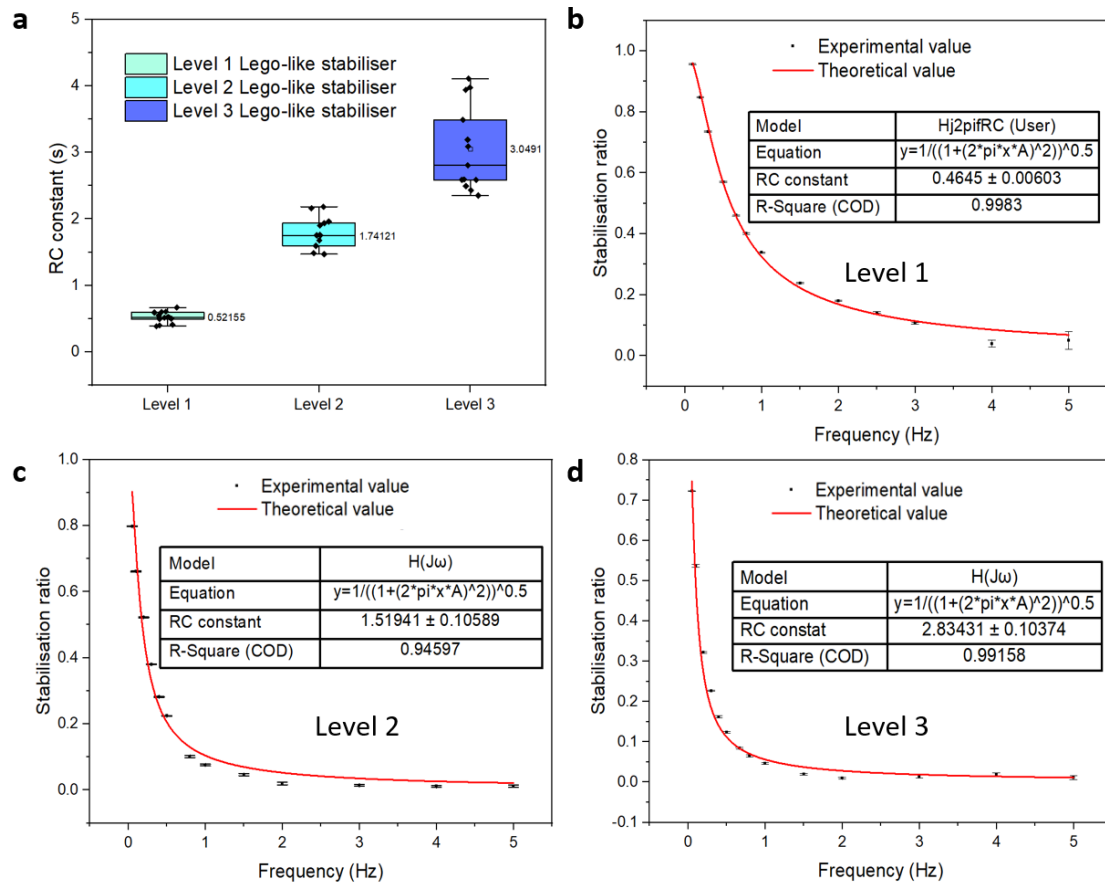 a
RC constant (s)
5
4
3
2
1
0
Level 1 Lego-like stabiliser
Level 2 Lego-like stabiliser
Level 3 Lego-like stabiliser
0.52155
1.74121
3.0491
Level 1 Level 2 Level 3
b
Stabilisation ratio
1.0
0.8
0.6
0.4
0.2
0.0
Experimental value
Theoretical value
Model Hj2pifRC (User)
Equation y=1/((1+(2*pi*x*A)^2))^0.5
RC constant 0.4645 ± 0.00603
R-Square (COD) 0.9983
Level 1
0 1 2 3 4 5
Frequency (Hz)
c
Stabilisation ratio
1.0
0.8
0.6
0.4
0.2
0.0
Experimental value
Theoretical value
Model H(Jω)
Equation y=1/((1+(2*pi*x*A)^2))^0.5
RC constant 1.51941 ± 0.10589
R-Square (COD) 0.94597
Level 2
0 1 2 3 4 5
Frequency (Hz)
d
Stabilisation ratio
0.8
0.7
0.6
0.5
0.4
0.3
0.2
0.1
0.0
-0.1
Experimental value
Theoretical value
Model H(Jω)
Equation y=1/((1+(2*pi*x*A)^2))^0.5
RC constat 2.83431 ± 0.10374
R-Square (COD) 0.99158
Level 3
0 1 2 3 4 5
Frequency (Hz)